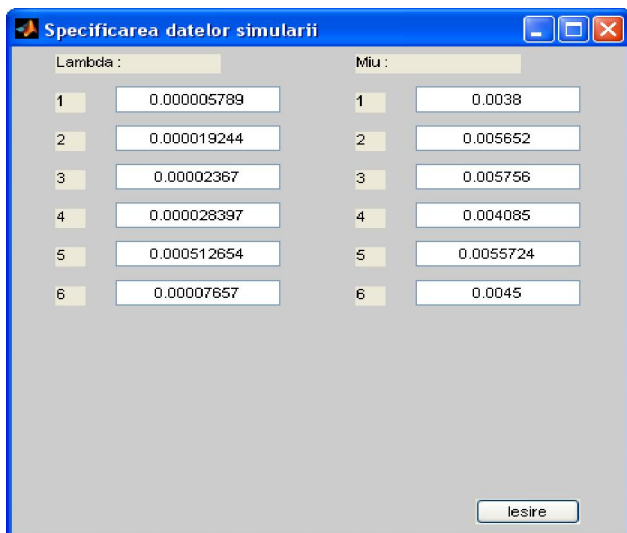 Specificarea datelor simularii
Lambda :	Miu :
1	0.000005789	1	0.0038
2	0.000019244	2	0.005652
3	0.00002367	3	0.005756
4	0.000028397	4	0.004085
5	0.000512654	5	0.0055724
6	0.00007657	6	0.0045
Iesire